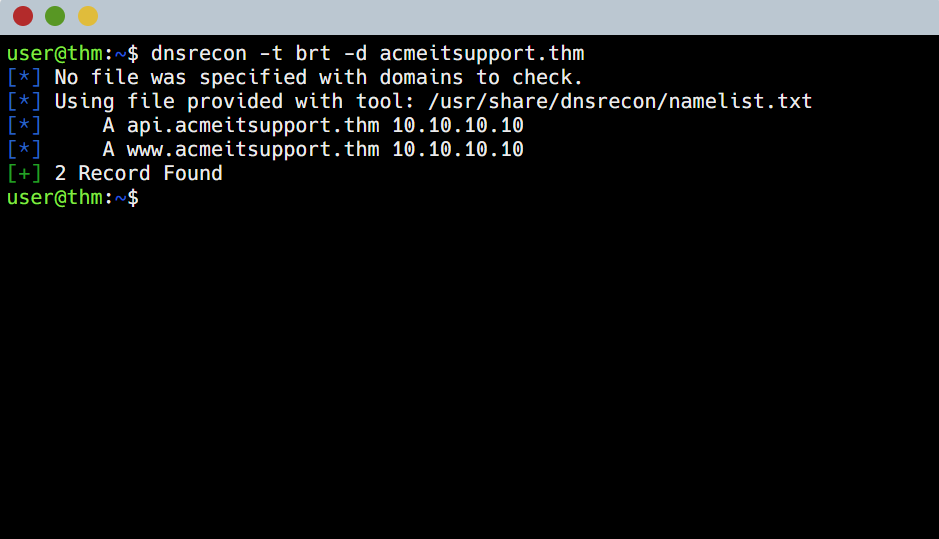 user@thm:~$ dnsrecon -t brt -d acmeitsupport.thm
[*] No file was specified with domains to check.
[*] Using file provided with tool: /usr/share/dnsrecon/namelist.txt
[*]     A api.acmeitsupport.thm 10.10.10.10
[*]     A www.acmeitsupport.thm 10.10.10.10
[+] 2 Record Found
user@thm:~$